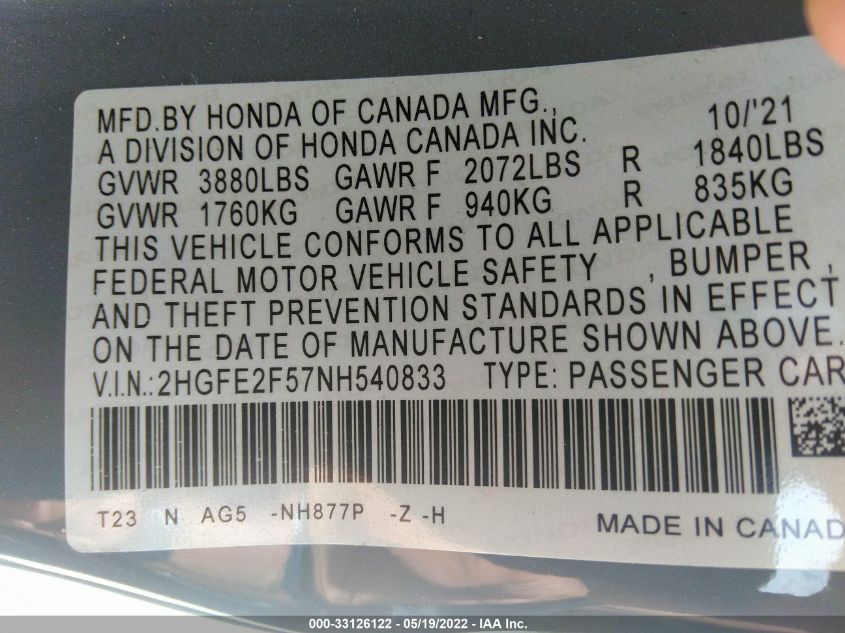 MFD.BY HONDA OF CANADA MFG., 10/'21
A DIVISION OF HONDA CANADA INC.
GVWR 3880LBS GAWR F 2072LBS R 1840LBS
GVWR 1760KG GAWR F 940KG R 835KG
THIS VEHICLE CONFORMS TO ALL APPLICABLE
FEDERAL MOTOR VEHICLE SAFETY , BUMPER ,
AND THEFT PREVENTION STANDARDS IN EFFECT
ON THE DATE OF MANUFACTURE SHOWN ABOVE.
V.I.N.:2HGFE2F57NH540833 TYPE: PASSENGER CAR
T23 N AG5 -NH877P -Z -H MADE IN CANAD
000-33126122 - 05/19/2022 - IAA Inc.